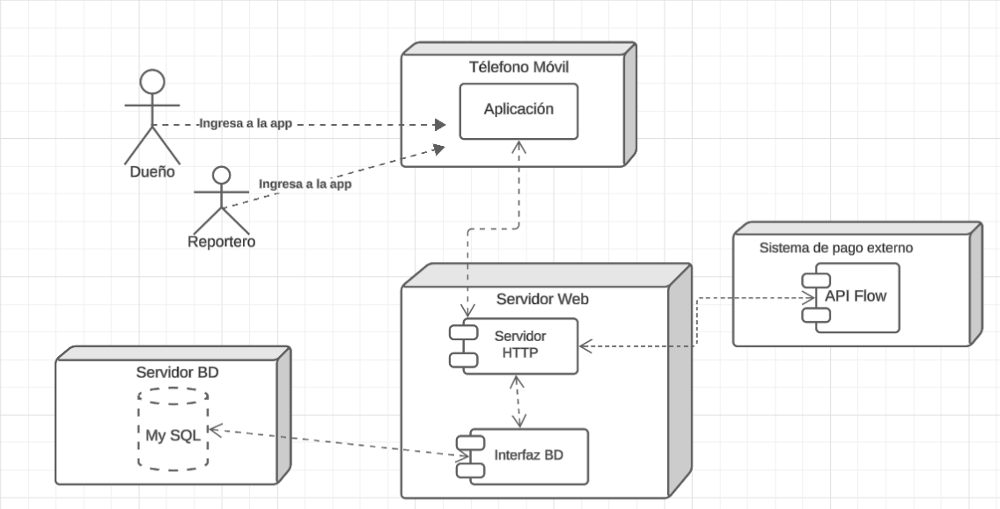 Télefono Móvil
Aplicación
Ingresa a la app
Dueño
Ingresa a la app
Reportero
Sistema de pago externo
API Flow
Servidor Web
Servidor
HTTP
Interfaz BD
Servidor BD
My SQL